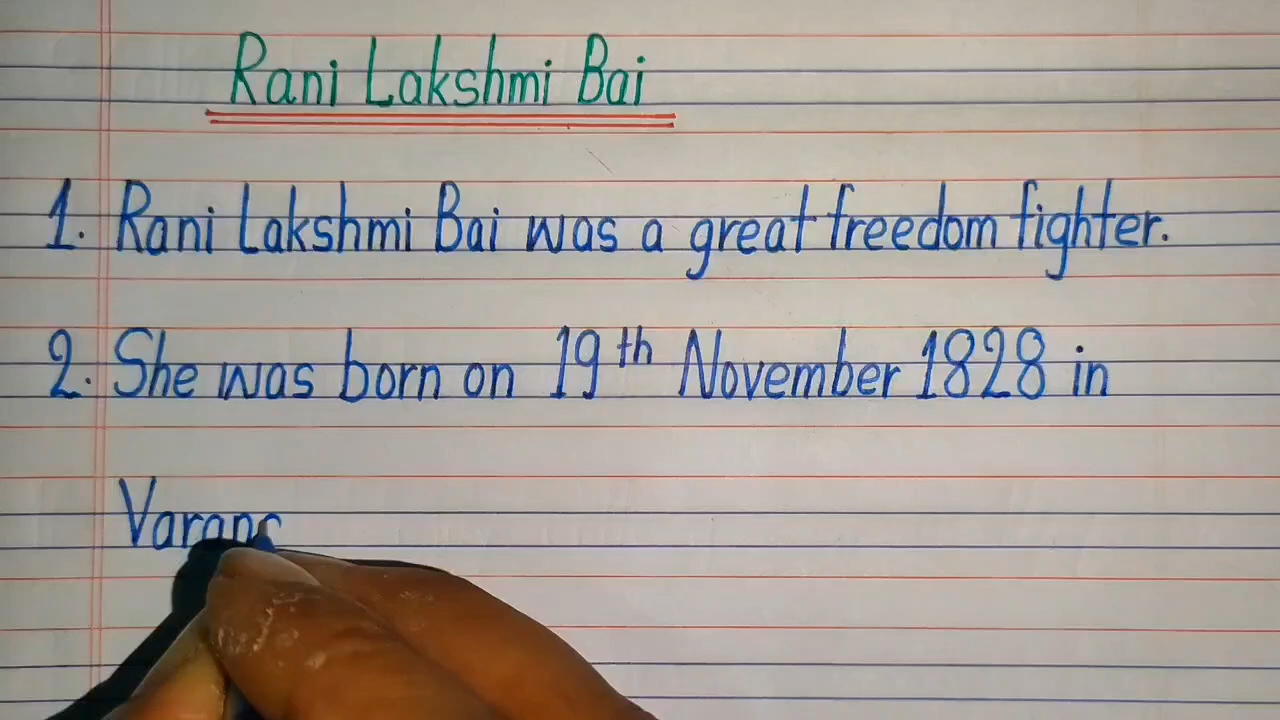 Rani Lakshmi Bai
1. Rani Lakshmi Bai was a great freedom fighter.
2. She was born on 19th November 1828 in